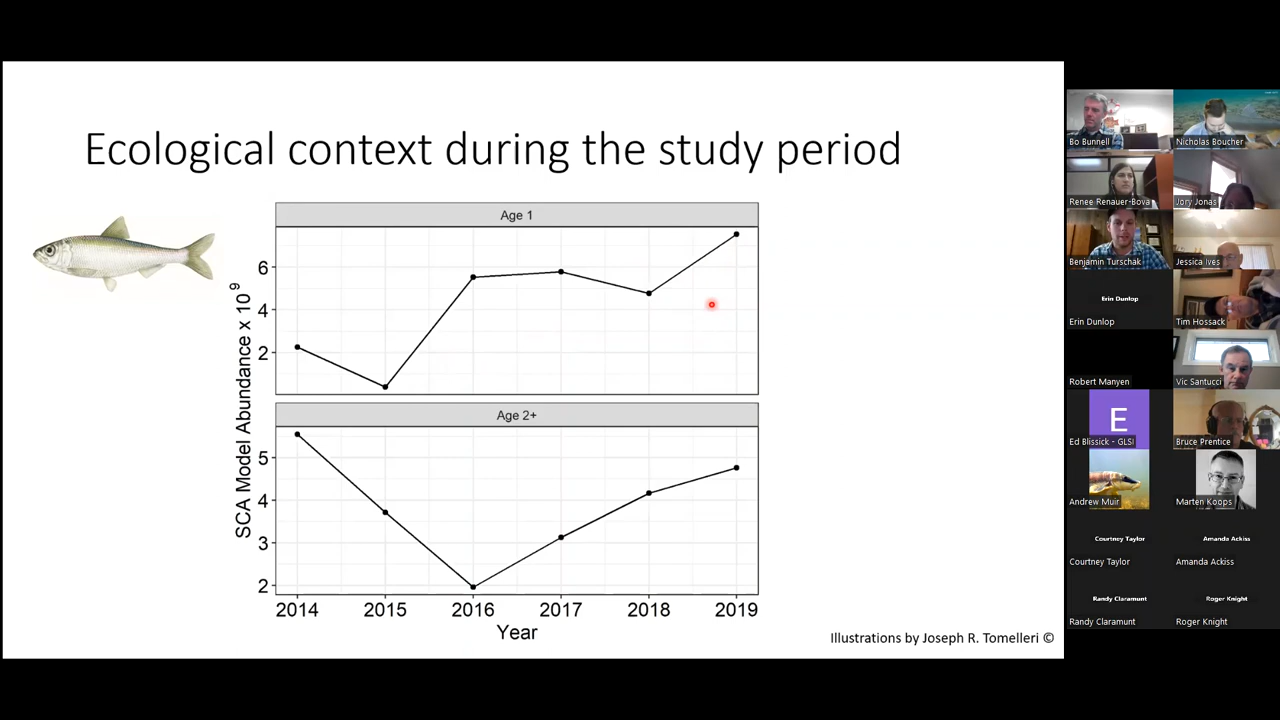 Ecological context during the study period
Age 1
6
4
2
Age 2+
5
4
3
2
SCA Model Abundance x 10⁹
2014 2015 2016 2017 2018 2019
Year
Illustrations by Joseph R. Tomelleri ©
Bo Bunnell
Nicholas Boucher
Renee Renauer-Bova
Jory Jonas
Benjamin Turschak
Jessica Ives
Erin Dunlop
Erin Dunlop
Tim Hossack
Robert Manyen
Vic Santucci
E
Ed Blissick - GLSI
Bruce Prentice
Andrew Muir
Marten Koops
Courtney Taylor
Amanda Ackiss
Courtney Taylor
Amanda Ackiss
Randy Claramunt
Roger Knight
Randy Claramunt
Roger Knight